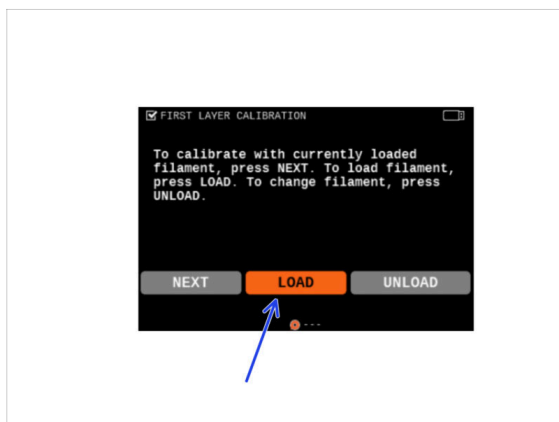 FIRST LAYER CALIBRATION
To calibrate with currently loaded
filament, press NEXT. To load filament,
press LOAD. To change filament, press
UNLOAD.
NEXT LOAD UNLOAD
---